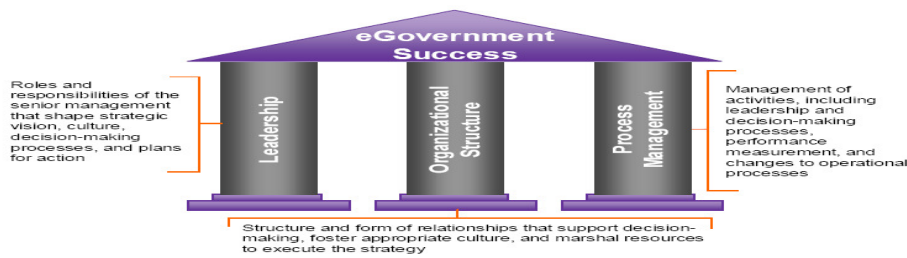 eGovernment
Success
Roles and
responsibilities of the
senior management
that shape strategic
vision, culture,
decision-making
processes, and plans
for action
Leadership
Organizational
Structure
Process
Management
Management of
activities, including
leadership and
decision-making
processes,
performance
measurement, and
changes to operational
processes
Structure and form of relationships that support decision-
making, foster appropriate culture, and marshal resources
to execute the strategy